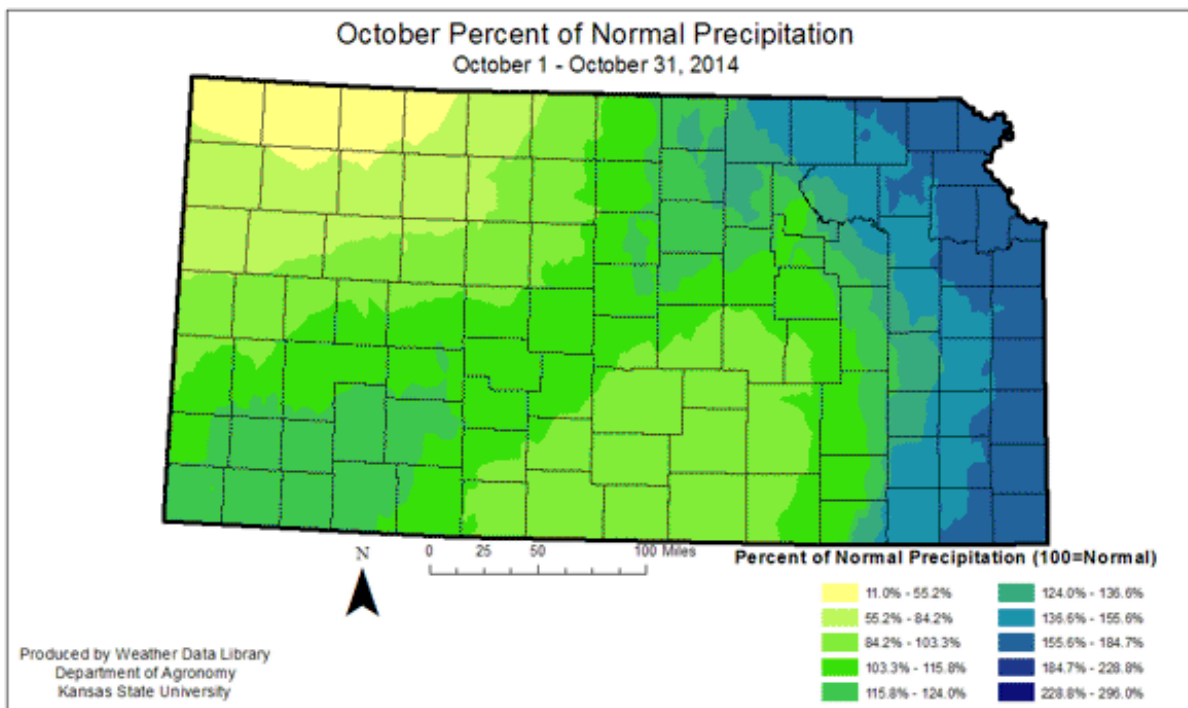 October Percent of Normal Precipitation
October 1 - October 31, 2014
N
0 25 50 100 Miles
Percent of Normal Precipitation (100=Normal)
11.0% - 55.2%
55.2% - 84.2%
84.2% - 103.3%
103.3% - 115.8%
115.8% - 124.0%
124.0% - 136.6%
136.6% - 155.6%
155.6% - 184.7%
184.7% - 228.8%
228.8% - 296.0%
Produced by Weather Data Library
Department of Agronomy
Kansas State University